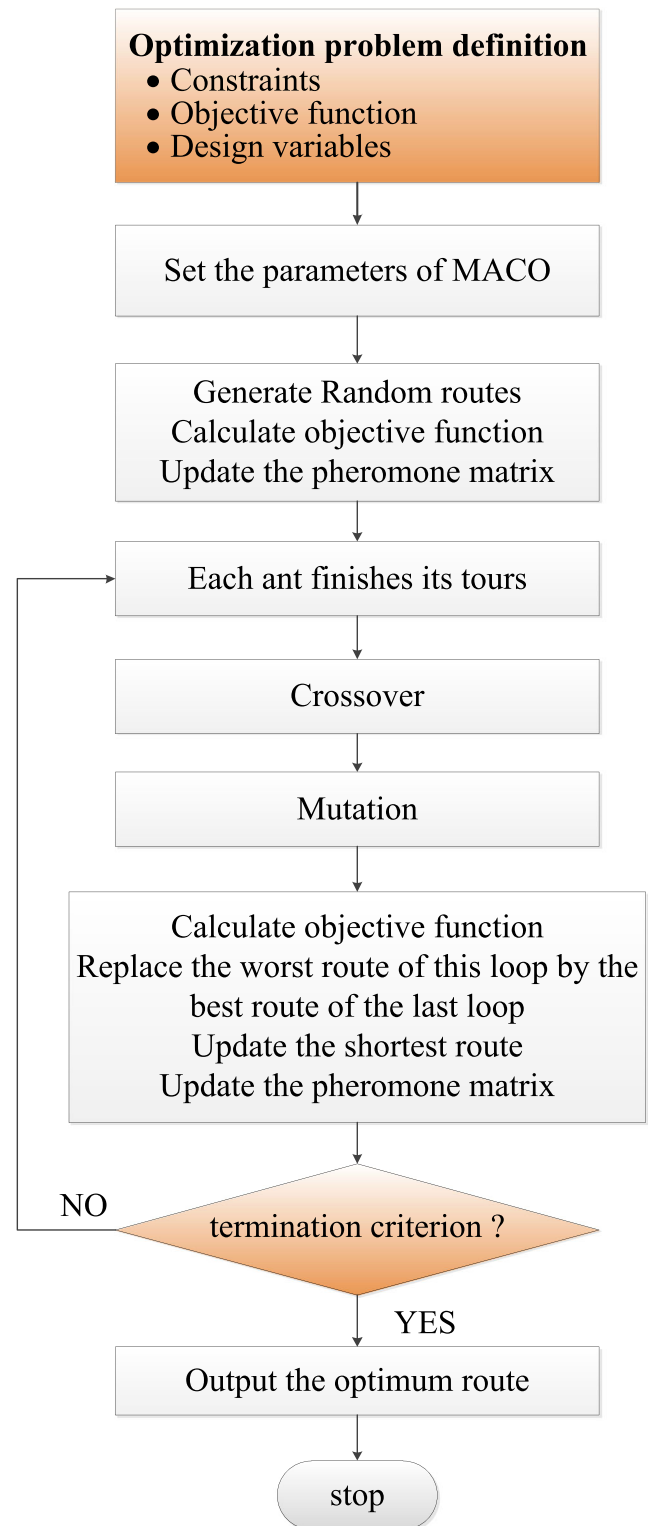 Optimization problem definition
• Constraints
• Objective function
• Design variables
Set the parameters of MACO
Generate Random routes
Calculate objective function
Update the pheromone matrix
Each ant finishes its tours
Crossover
Mutation
Calculate objective function
Replace the worst route of this loop by the
best route of the last loop
Update the shortest route
Update the pheromone matrix
NO
termination criterion ?
YES
Output the optimum route
stop